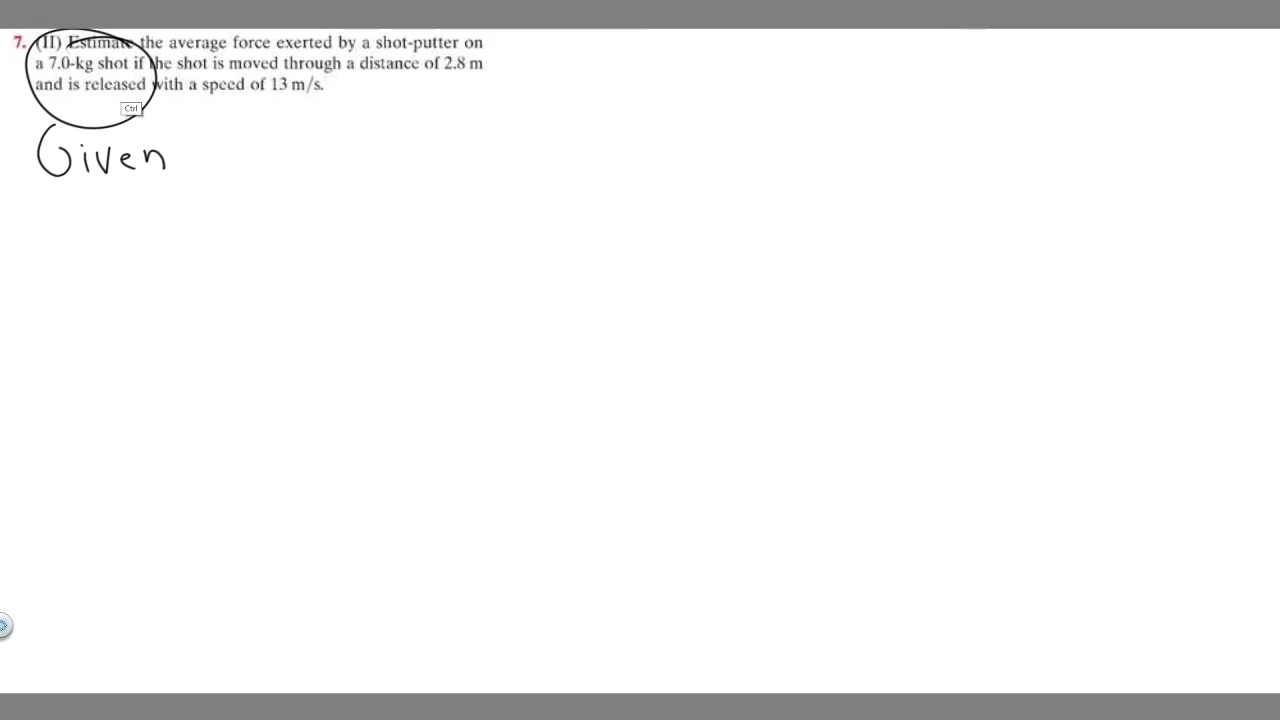 7. (II) Estimate the average force exerted by a shot-putter on
a 7.0-kg shot if the shot is moved through a distance of 2.8 m
and is released with a speed of 13 m/s.
Ctrl
Given